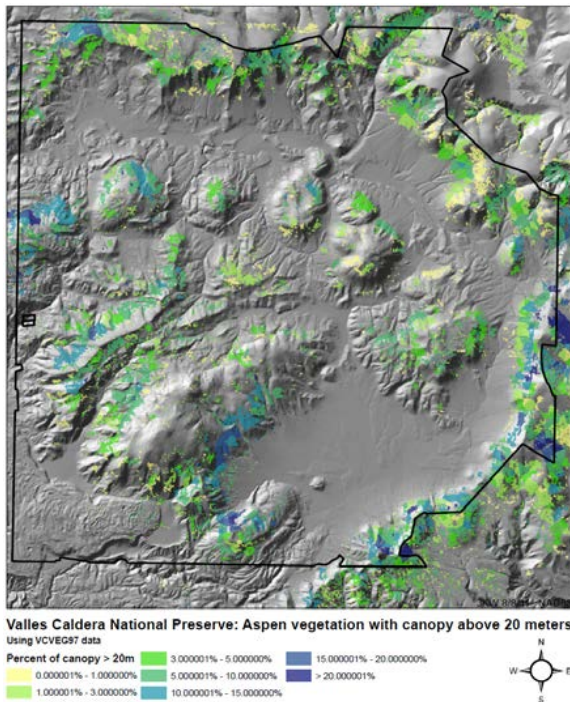 Valles Caldera National Preserve: Aspen vegetation with canopy above 20 meters
Using VCVEG97 data
Percent of canopy > 20m
0.000001% - 1.000000%
1.000001% - 3.000000%
3.000001% - 5.000000%
5.000001% - 10.000000%
10.000001% - 15.000000%
15.000001% - 20.000000%
> 20.000001%
N
W
E
S